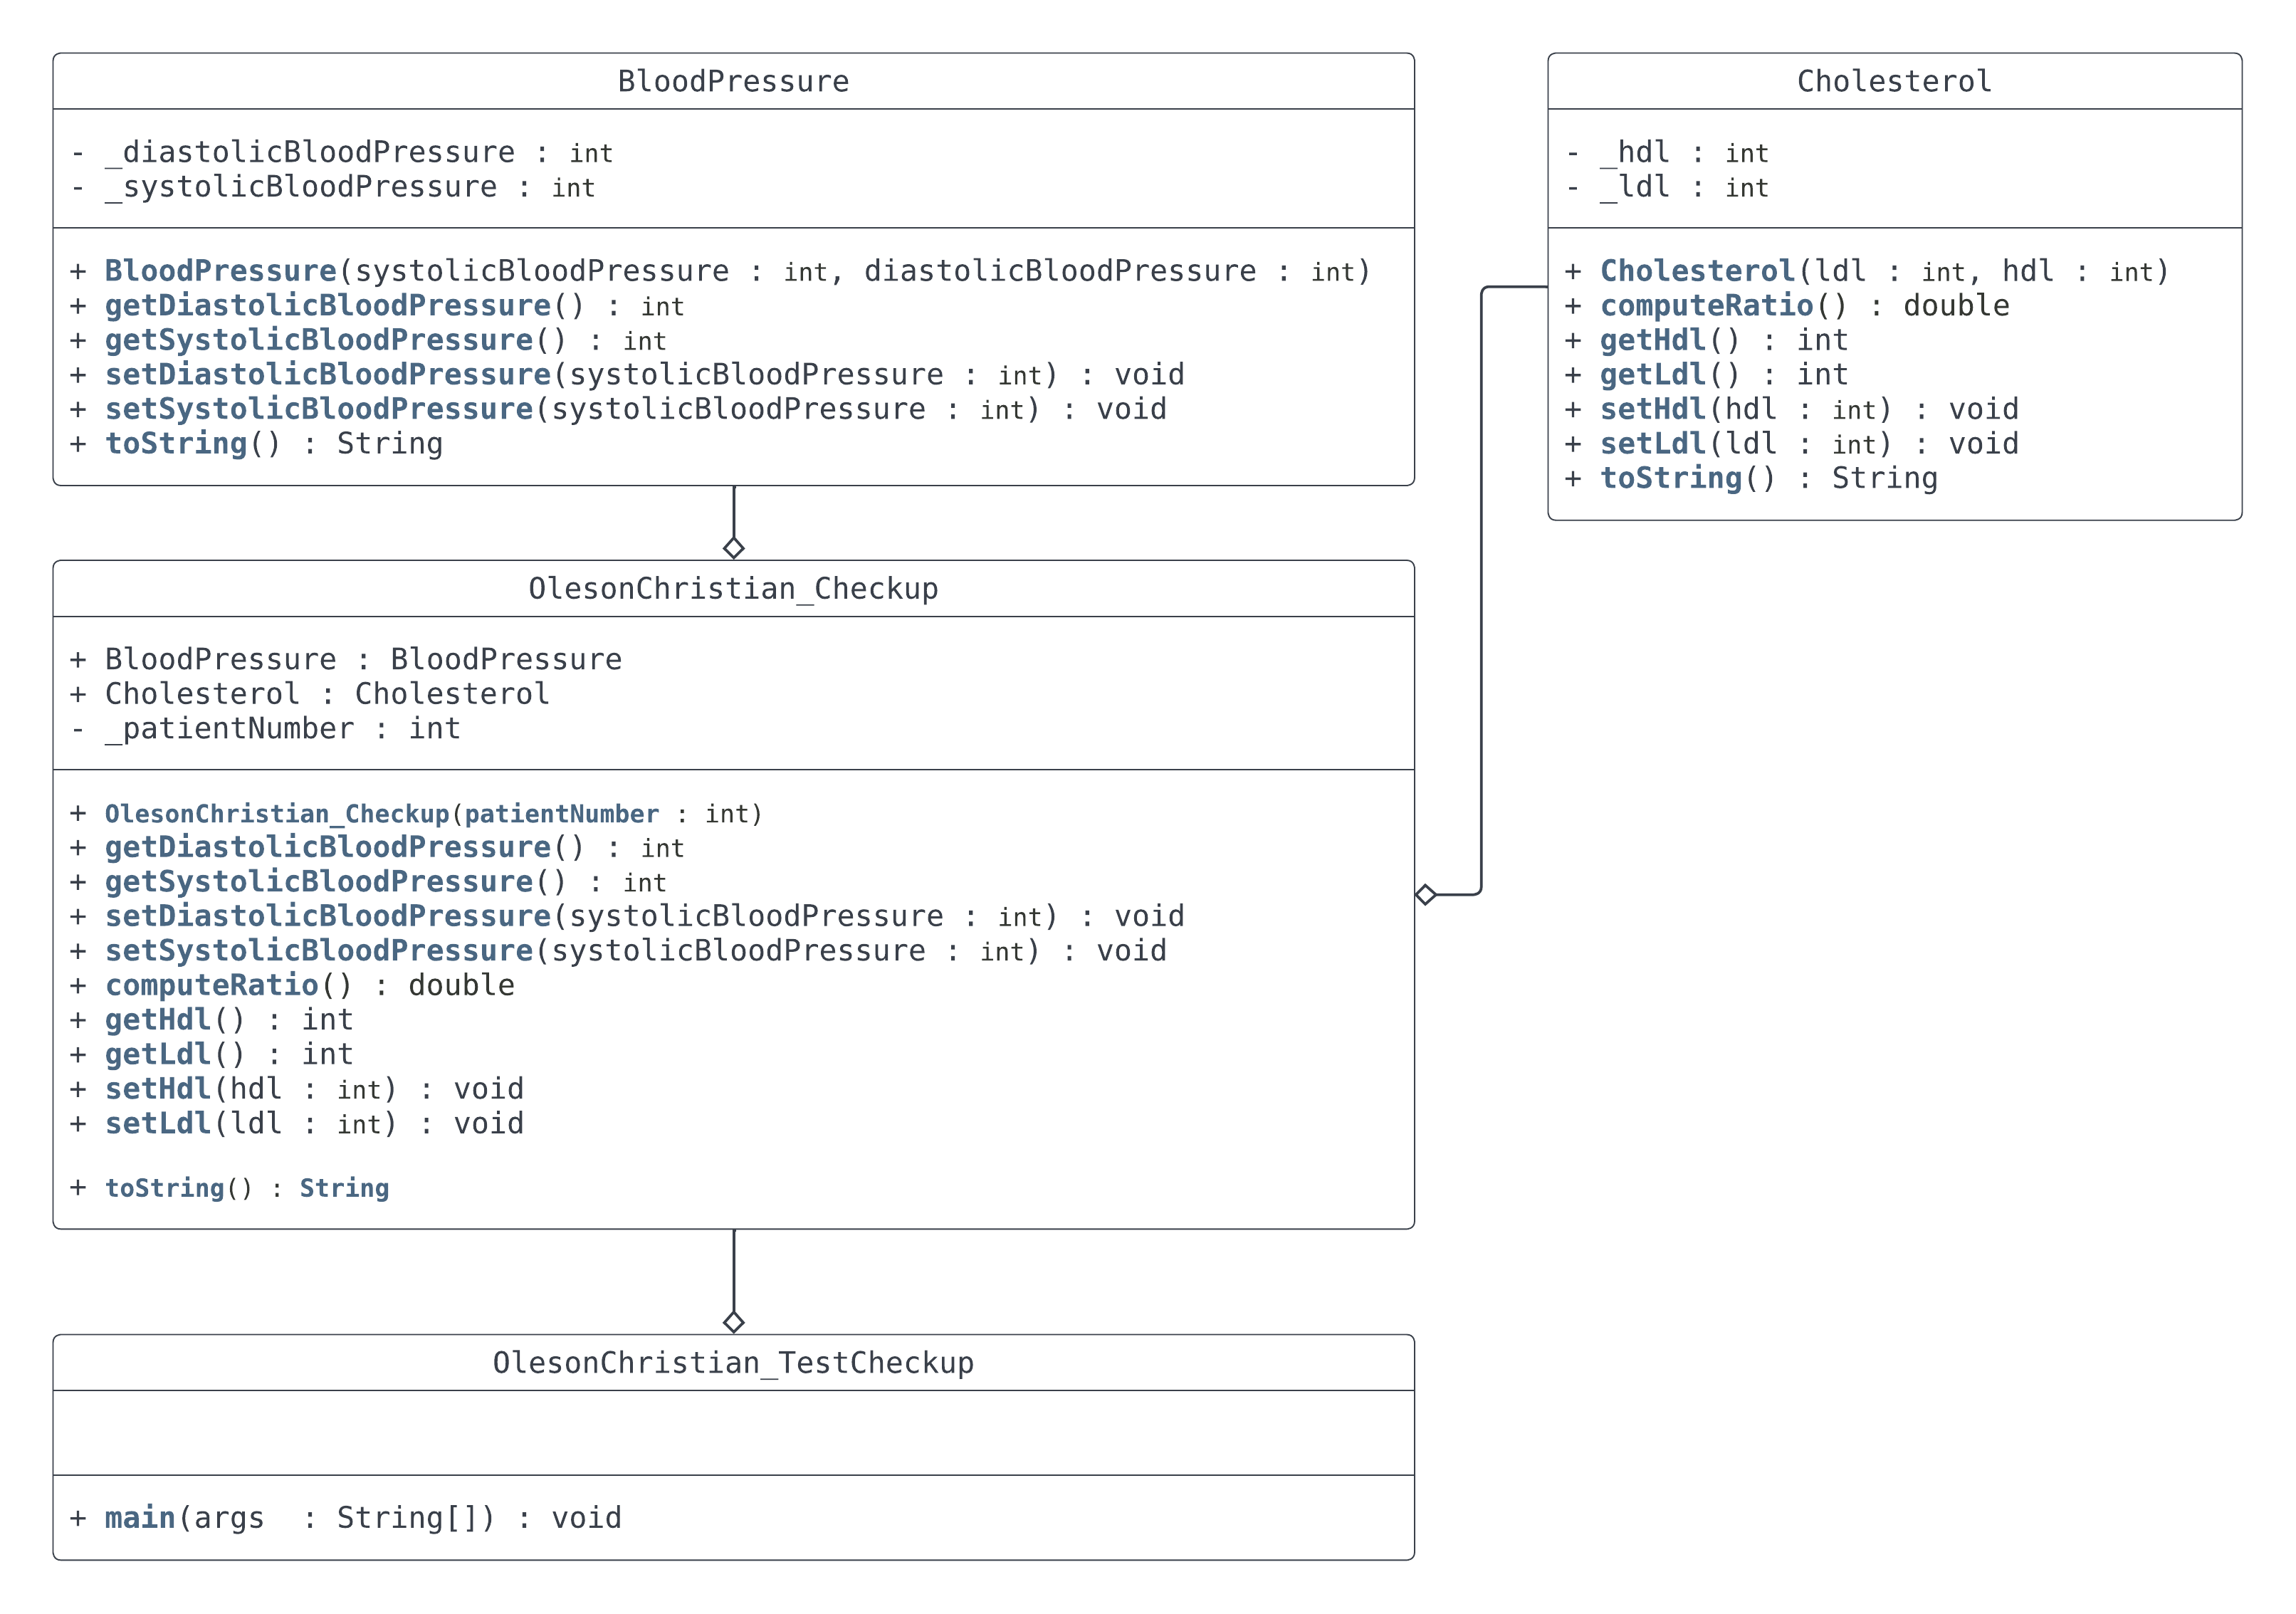 BloodPressure
- _diastolicBloodPressure : int
- _systolicBloodPressure : int
+ BloodPressure(systolicBloodPressure : int, diastolicBloodPressure : int)
+ getDiastolicBloodPressure() : int
+ getSystolicBloodPressure() : int
+ setDiastolicBloodPressure(systolicBloodPressure : int) : void
+ setSystolicBloodPressure(systolicBloodPressure : int) : void
+ toString() : String
Cholesterol
- _hdl : int
- _ldl : int
+ Cholesterol(ldl : int, hdl : int)
+ computeRatio() : double
+ getHdl() : int
+ getLdl() : int
+ setHdl(hdl : int) : void
+ setLdl(ldl : int) : void
+ toString() : String
OlesonChristian_Checkup
+ BloodPressure : BloodPressure
+ Cholesterol : Cholesterol
- _patientNumber : int
+ OlesonChristian_Checkup(patientNumber : int)
+ getDiastolicBloodPressure() : int
+ getSystolicBloodPressure() : int
+ setDiastolicBloodPressure(systolicBloodPressure : int) : void
+ setSystolicBloodPressure(systolicBloodPressure : int) : void
+ computeRatio() : double
+ getHdl() : int
+ getLdl() : int
+ setHdl(hdl : int) : void
+ setLdl(ldl : int) : void
+ toString() : String
OlesonChristian_TestCheckup
+ main(args  : String[]) : void